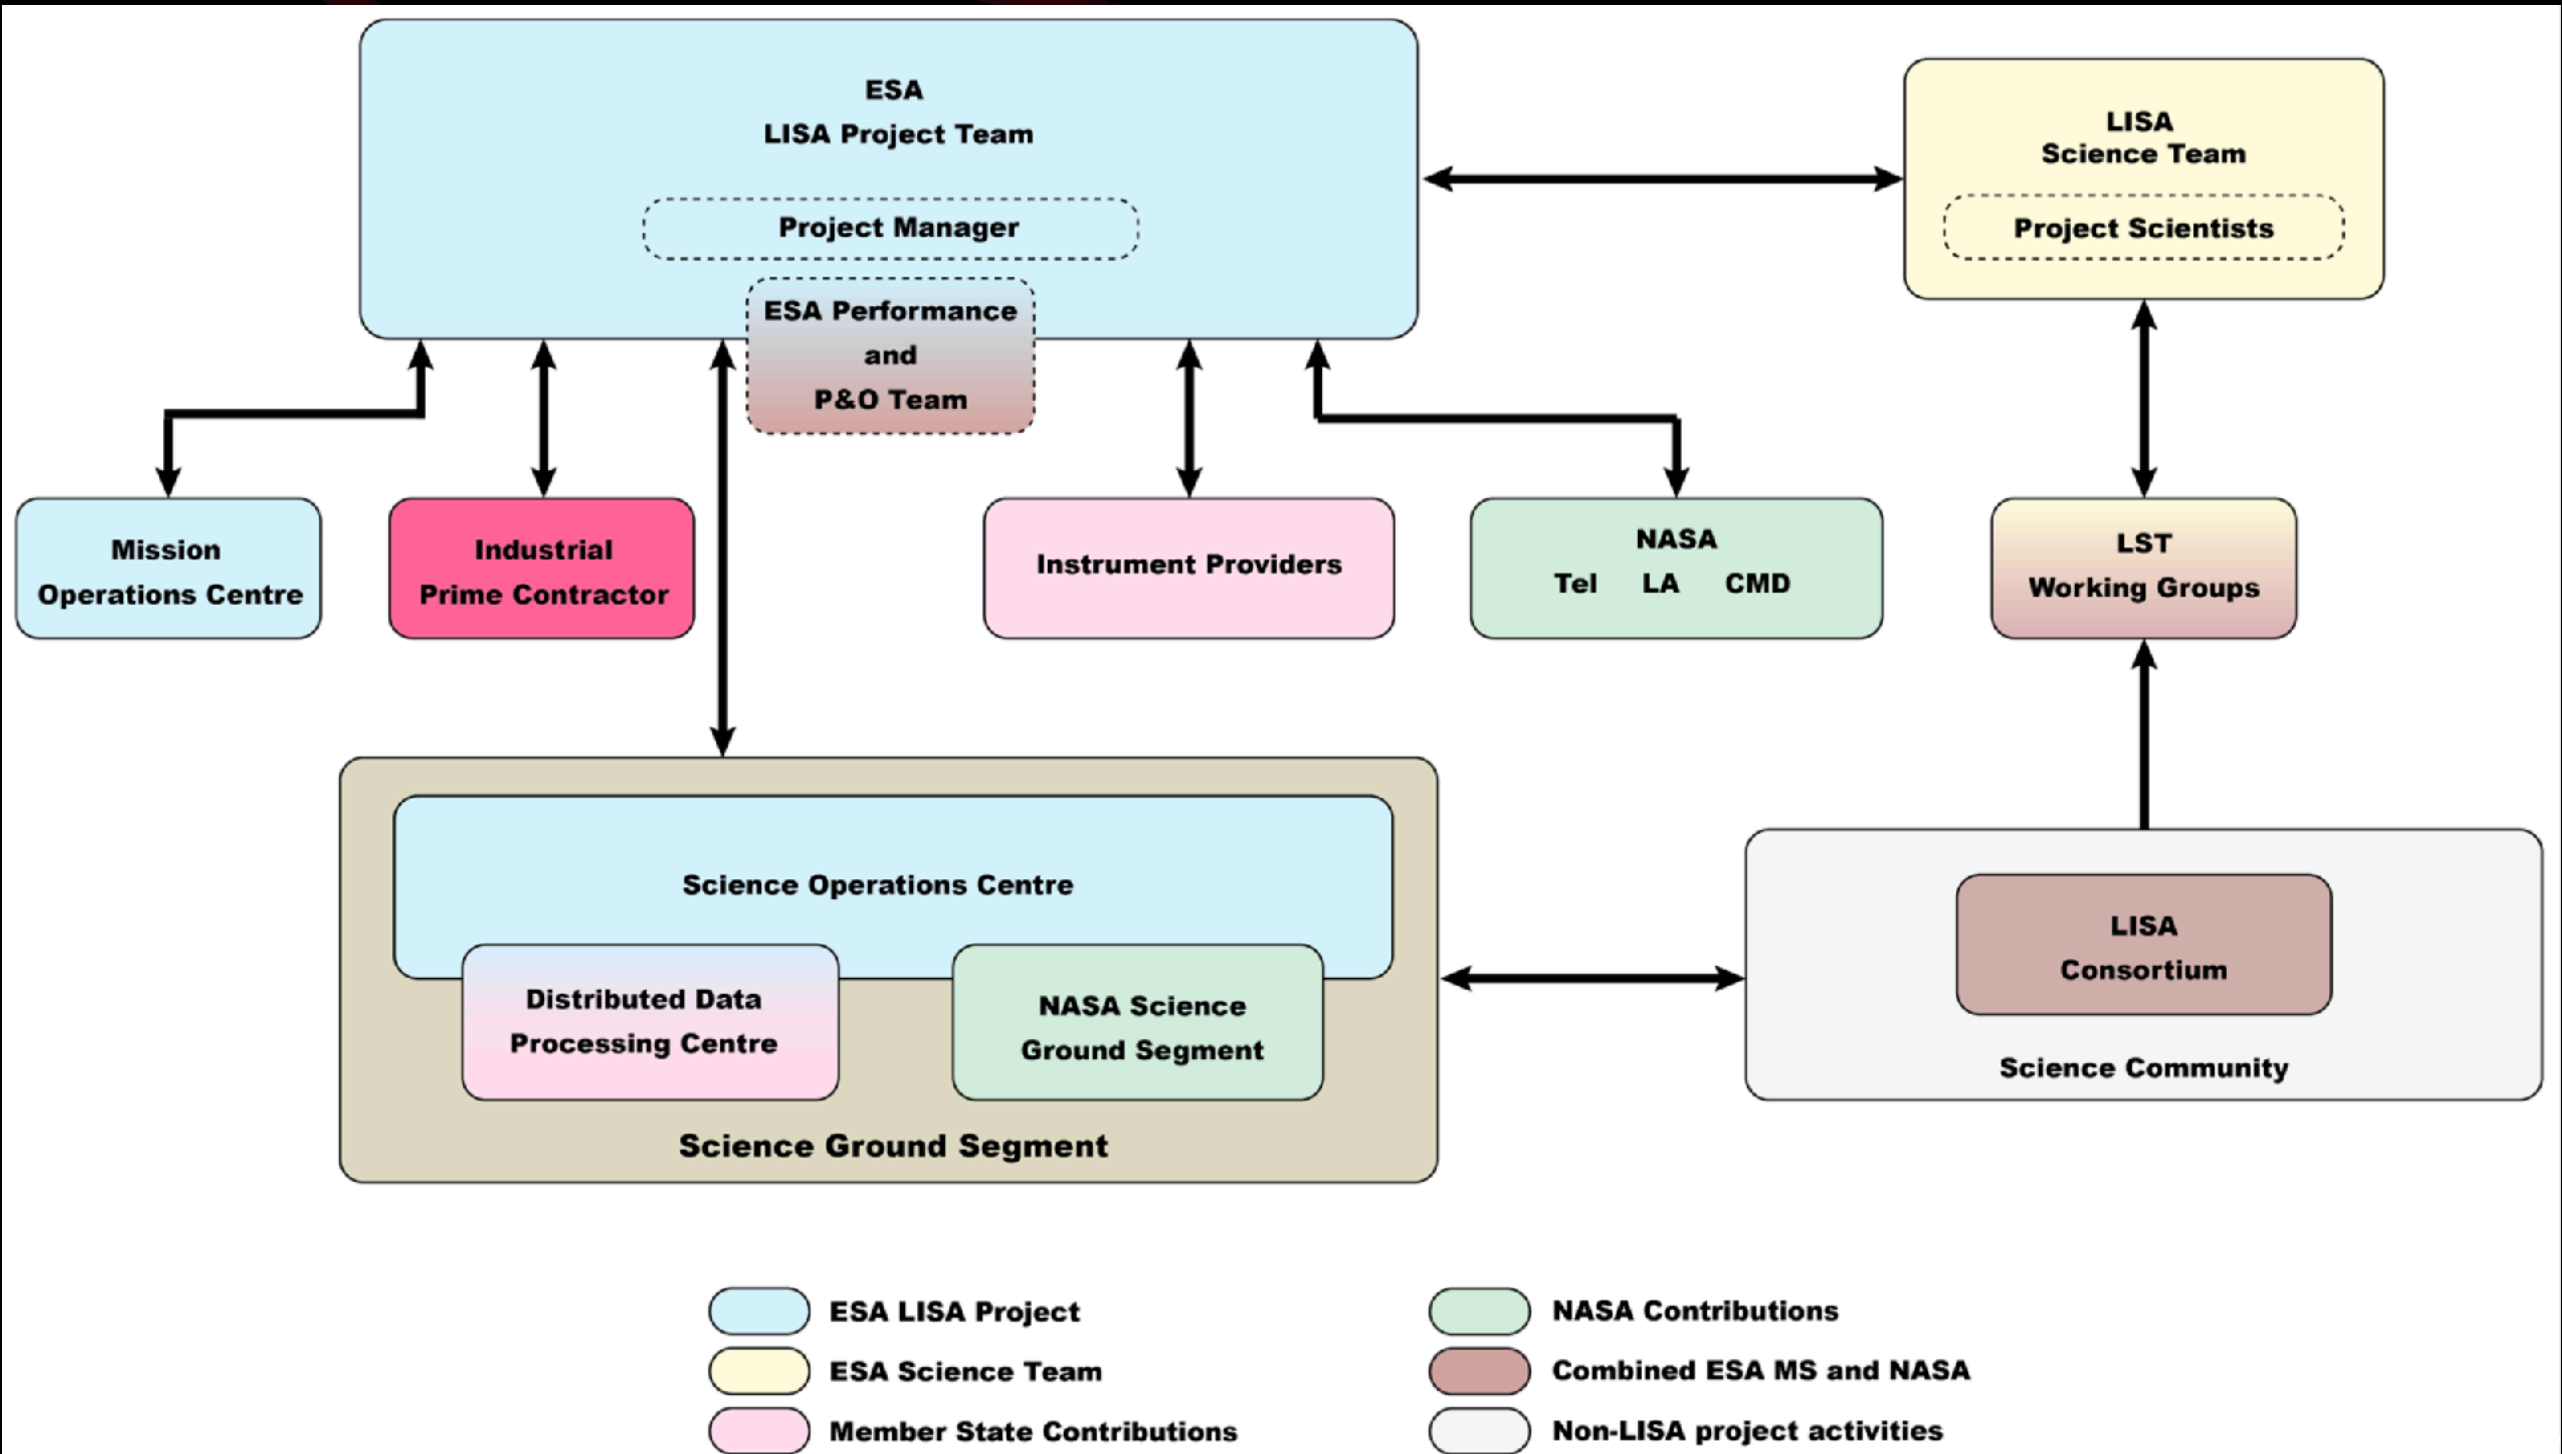 ESA
LISA Project Team
Project Manager
ESA Performance
and
P&O Team
LISA
Science Team
Project Scientists
Mission
Operations Centre
Industrial
Prime Contractor
Instrument Providers
NASA
Tel LA CMD
LST
Working Groups
Science Operations Centre
Distributed Data
Processing Centre
NASA Science
Ground Segment
Science Ground Segment
LISA
Consortium
Science Community
ESA LISA Project
ESA Science Team
Member State Contributions
NASA Contributions
Combined ESA MS and NASA
Non-LISA project activities